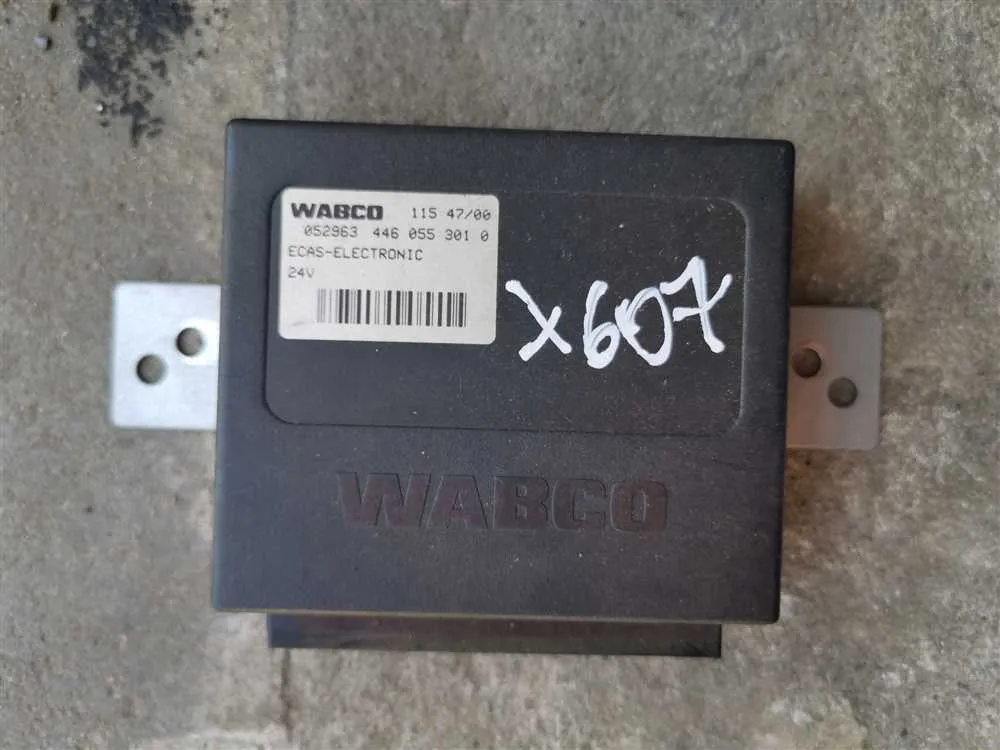 WABCO 115 47/00
052963 446 055 301 0
ECAS-ELECTRONIC
24V
X607
WABCO